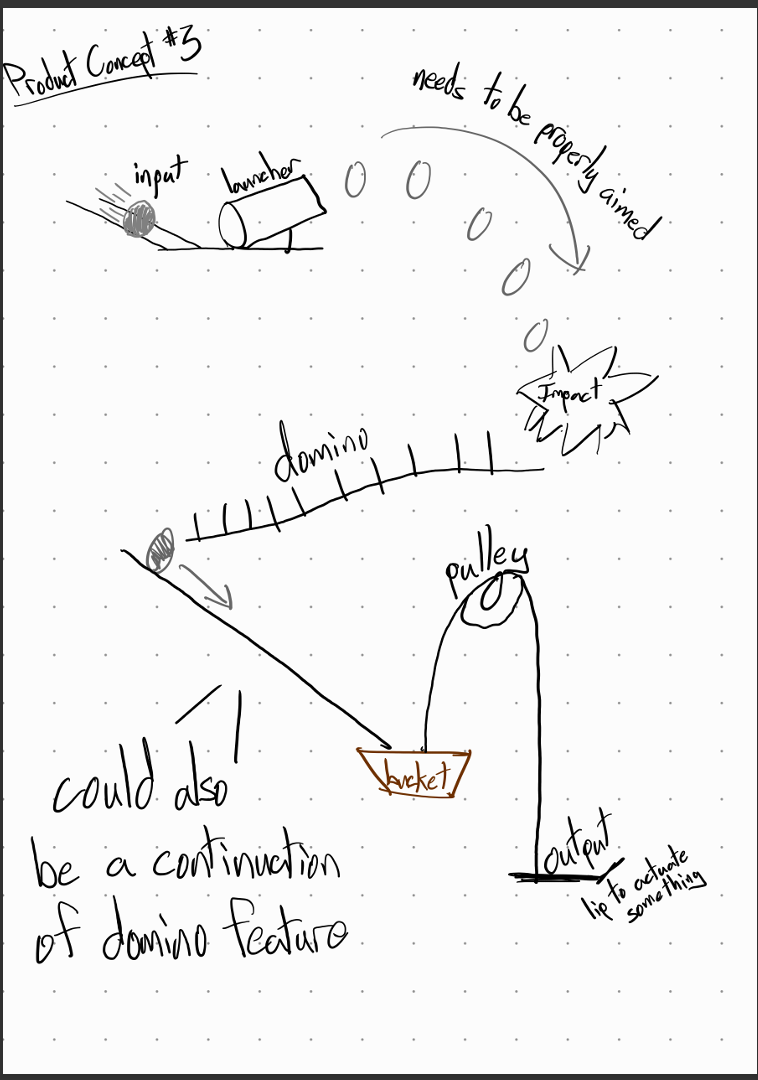 Product Concept #3
needs to be properly aimed
input
launcher
Impact
domino
pulley
could also
be a continuation
of domino feature
bucket
output
lip to actuate
something